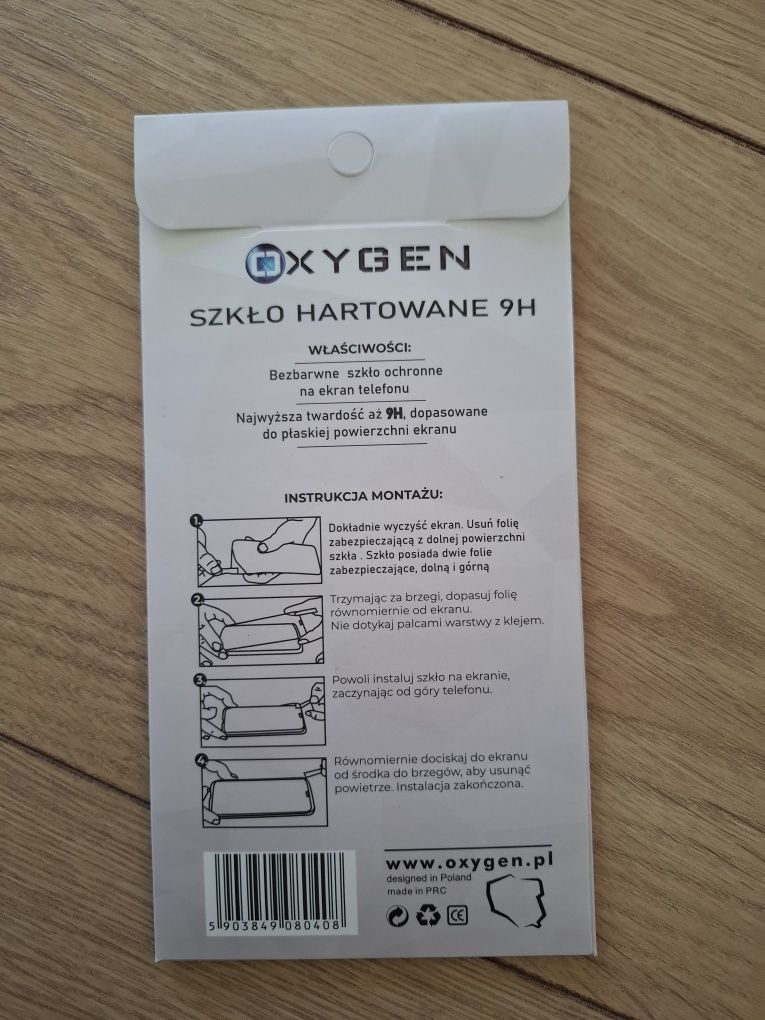 OXYGEN
SZKŁO HARTOWANE 9H
WŁAŚCIWOŚCI:
Bezbarwne szkło ochronne
na ekran telefonu
Najwyższa twardość aż 9H, dopasowane
do płaskiej powierzchni ekranu
INSTRUKCJA MONTAŻU:
1.
Dokładnie wyczyść ekran. Usuń folię
zabezpieczającą z dolnej powierzchni
szkła . Szkło posiada dwie folie
zabezpieczające, dolną i górną
2.
Trzymając za brzegi, dopasuj folię
równomiernie od ekranu.
Nie dotykaj palcami warstwy z klejem.
3.
Powoli instaluj szkło na ekranie,
zaczynając od góry telefonu.
4.
Równomiernie dociskaj do ekranu
od środka do brzegów, aby usunąć
powietrze. Instalacja zakończona.
5 903849 080408
www.oxygen.pl
designed in Poland
made in PRC
CE